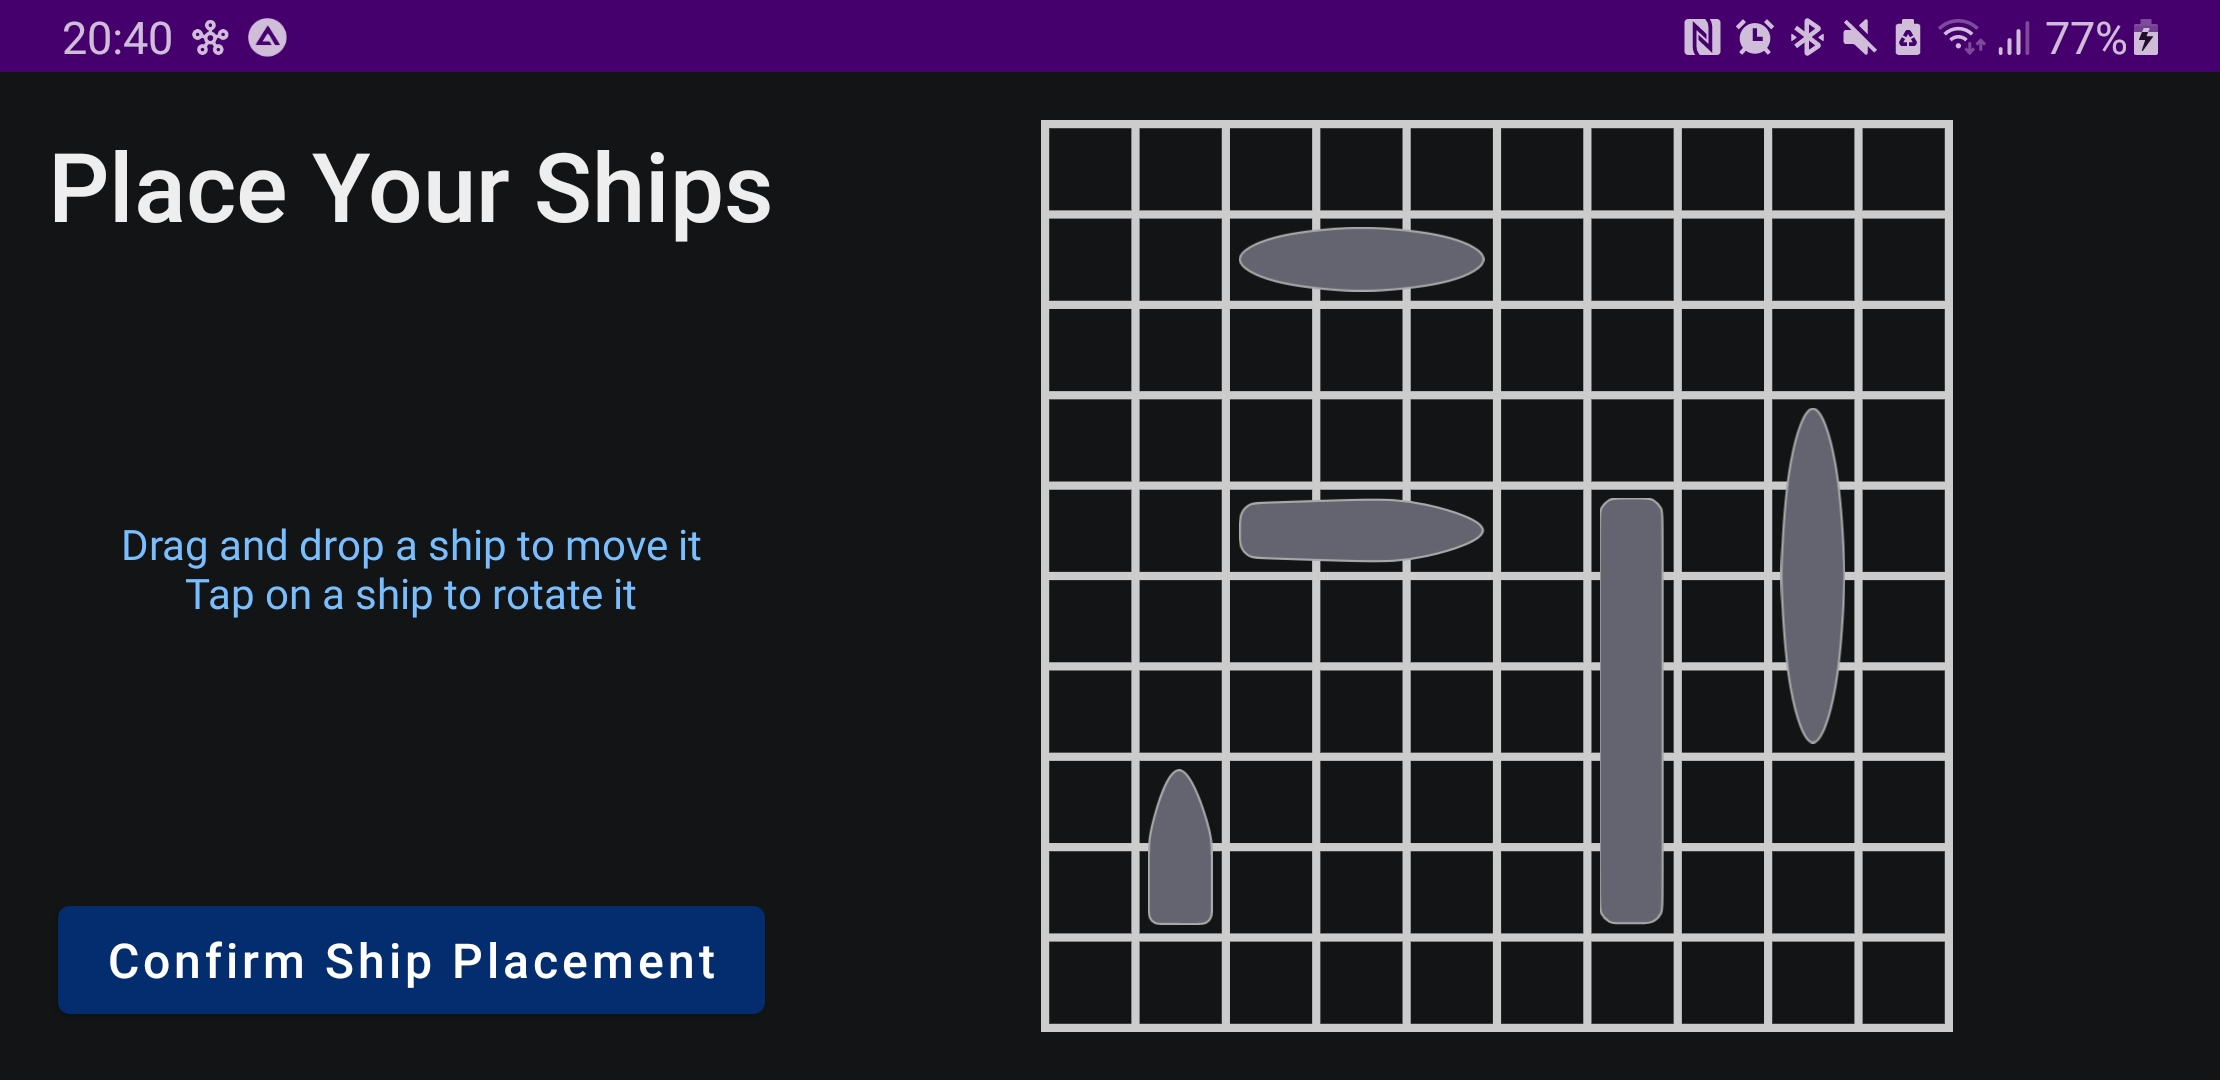 20:40
77%
Place Your Ships
Drag and drop a ship to move it
Tap on a ship to rotate it
Confirm Ship Placement